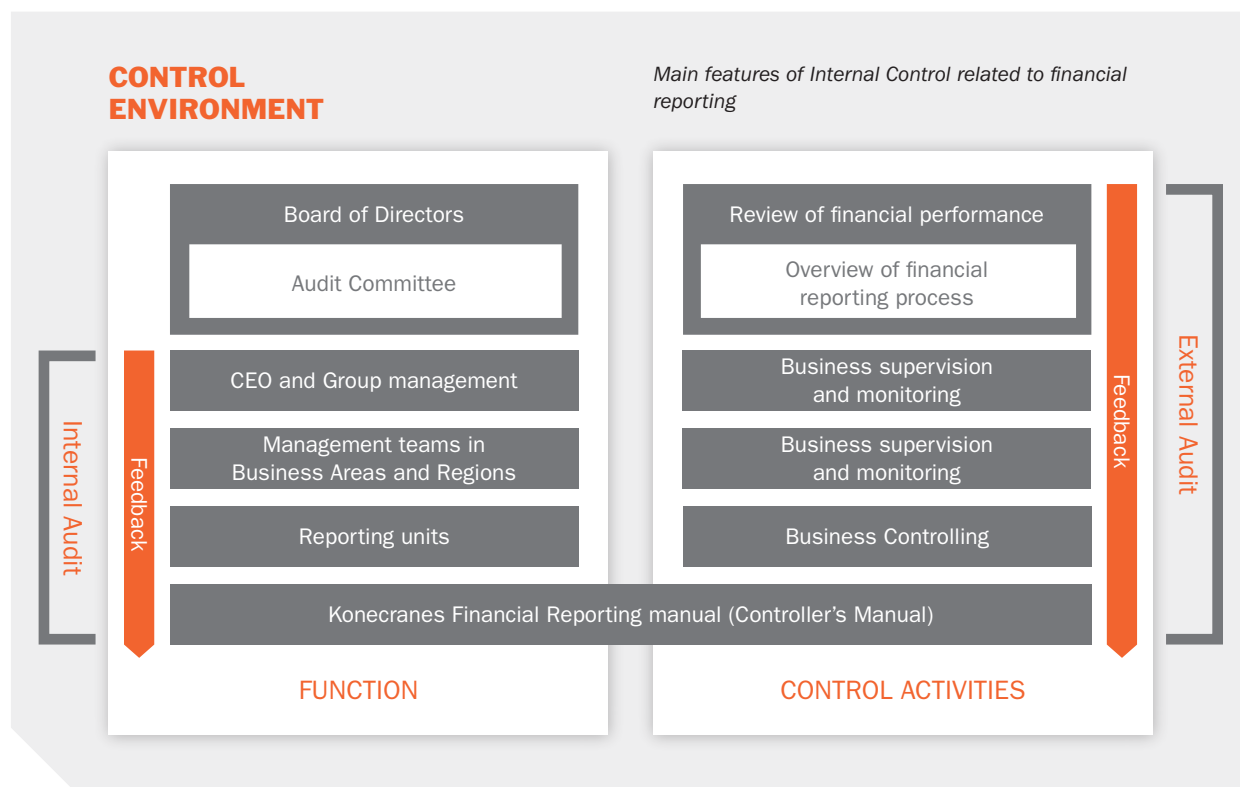 CONTROL
ENVIRONMENT
Main features of Internal Control related to financial
reporting
Board of Directors
Audit Committee
CEO and Group management
Management teams in
Business Areas and Regions
Reporting units
Internal Audit
Feedback
Review of financial performance
Overview of financial
reporting process
Business supervision
and monitoring
Business supervision
and monitoring
Business Controlling
Feedback
External Audit
Konecranes Financial Reporting manual (Controller’s Manual)
FUNCTION
CONTROL ACTIVITIES